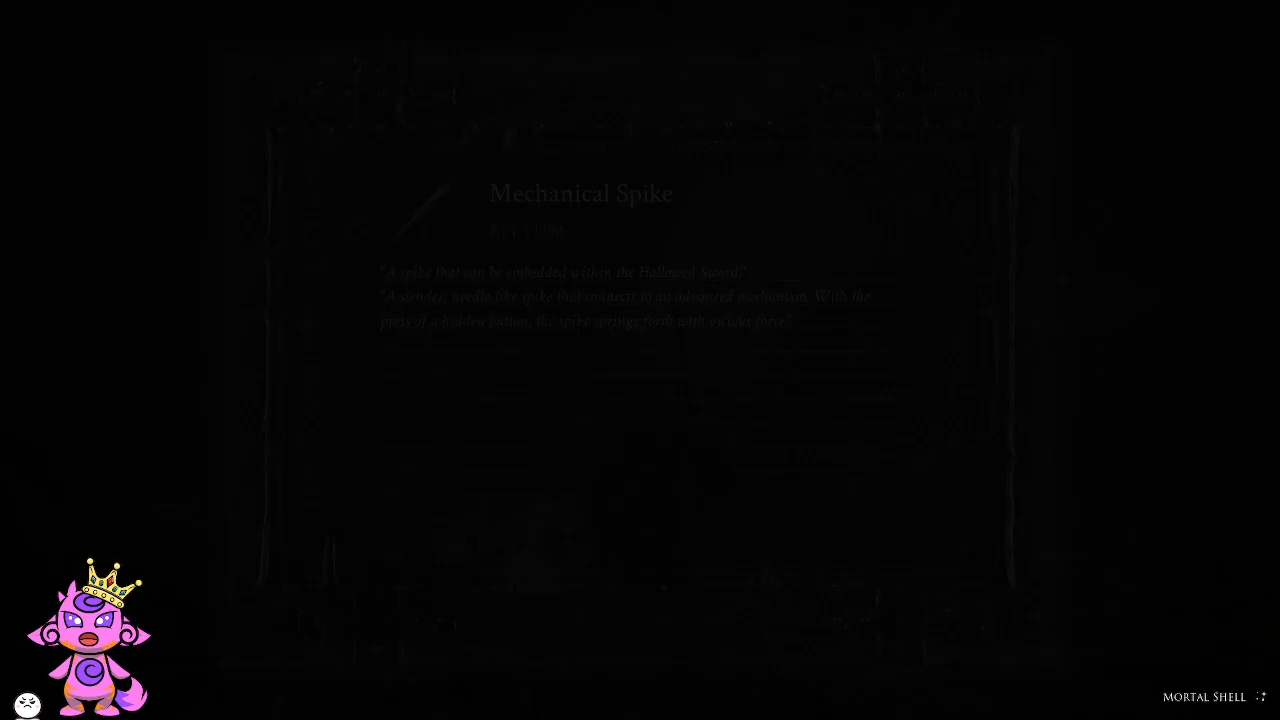 Mechanical Spike
"A spike that can be embedded within the Hallowed Sword."
"A slender, needle-like spike that connects to an advanced mechanism. With the
press of a hidden button, the spike springs forth with vicious force"
MORTAL SHELL